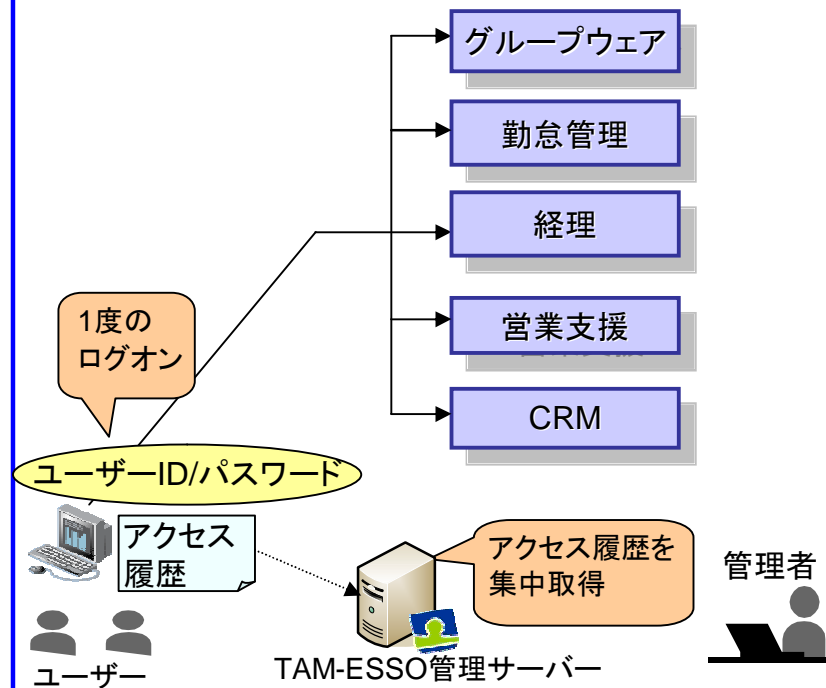 グループウェア
勤怠管理
経理
営業支援
CRM
1度の
ログオン
ユーザーID/パスワード
アクセス
履歴
アクセス履歴を
集中取得
管理者
ユーザー
TAM-ESSO管理サーバー